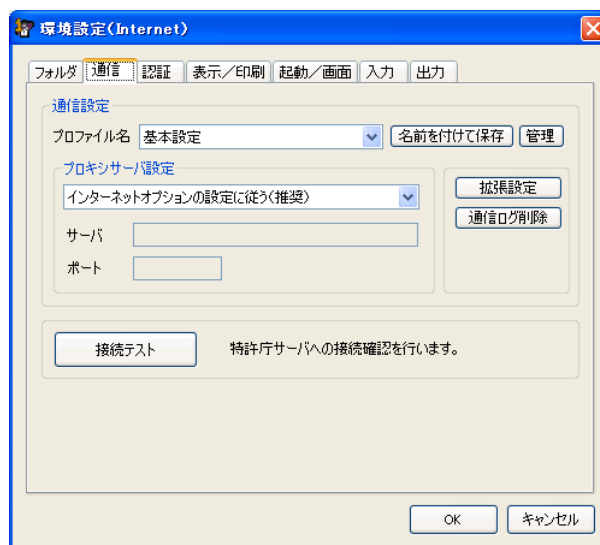 環境設定(Internet)
フォルダ 通信 認証 表示/印刷 起動/画面 入力 出力
通信設定
プロファイル名 基本設定 名前を付けて保存 管理
プロキシサーバ設定
インターネットオプションの設定に従う(推奨)
拡張設定
通信ログ削除
サーバ
ポート
接続テスト 特許庁サーバへの接続確認を行います。
OK キャンセル